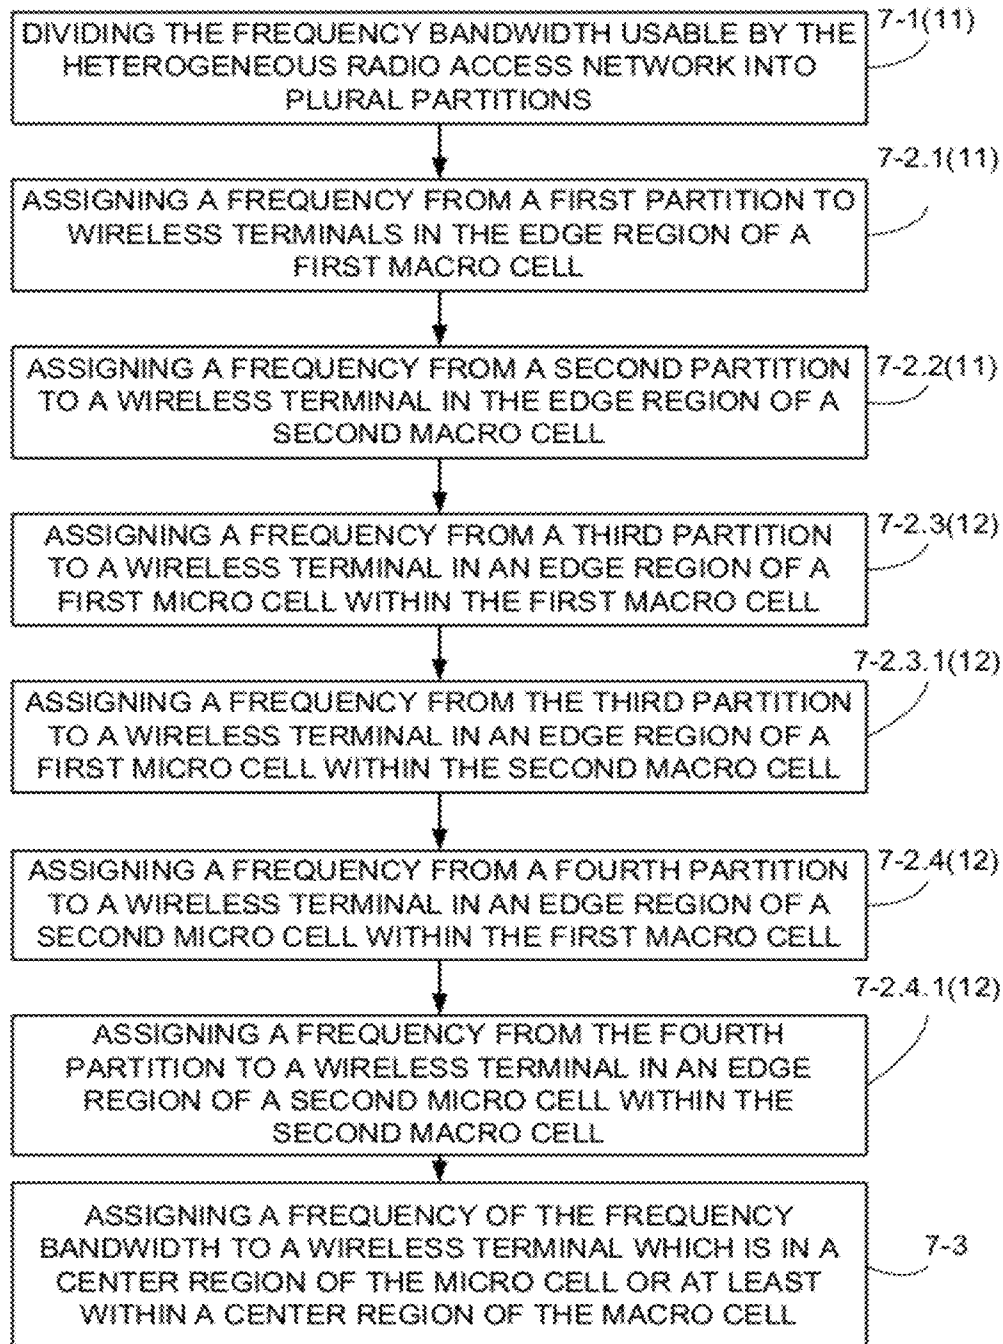 DIVIDING THE FREQUENCY BANDWIDTH USABLE BY THE
HETEROGENEOUS RADIO ACCESS NETWORK INTO
PLURAL PARTITIONS
7-1(11)
ASSIGNING A FREQUENCY FROM A FIRST PARTITION TO
WIRELESS TERMINALS IN THE EDGE REGION OF A
FIRST MACRO CELL
7-2.1(11)
ASSIGNING A FREQUENCY FROM A SECOND PARTITION
TO A WIRELESS TERMINAL IN THE EDGE REGION OF A
SECOND MACRO CELL
7-2.2(11)
ASSIGNING A FREQUENCY FROM A THIRD PARTITION
TO A WIRELESS TERMINAL IN AN EDGE REGION OF A
FIRST MICRO CELL WITHIN THE FIRST MACRO CELL
7-2.3(12)
ASSIGNING A FREQUENCY FROM THE THIRD PARTITION
TO A WIRELESS TERMINAL IN AN EDGE REGION OF A
FIRST MICRO CELL WITHIN THE SECOND MACRO CELL
7-2.3.1(12)
ASSIGNING A FREQUENCY FROM A FOURTH PARTITION
TO A WIRELESS TERMINAL IN AN EDGE REGION OF A
SECOND MICRO CELL WITHIN THE FIRST MACRO CELL
7-2.4(12)
ASSIGNING A FREQUENCY FROM THE FOURTH
PARTITION TO A WIRELESS TERMINAL IN AN EDGE
REGION OF A SECOND MICRO CELL WITHIN THE
SECOND MACRO CELL
7-2.4.1(12)
ASSIGNING A FREQUENCY OF THE FREQUENCY
BANDWIDTH TO A WIRELESS TERMINAL WHICH IS IN A
CENTER REGION OF THE MICRO CELL OR AT LEAST
WITHIN A CENTER REGION OF THE MACRO CELL
7-3